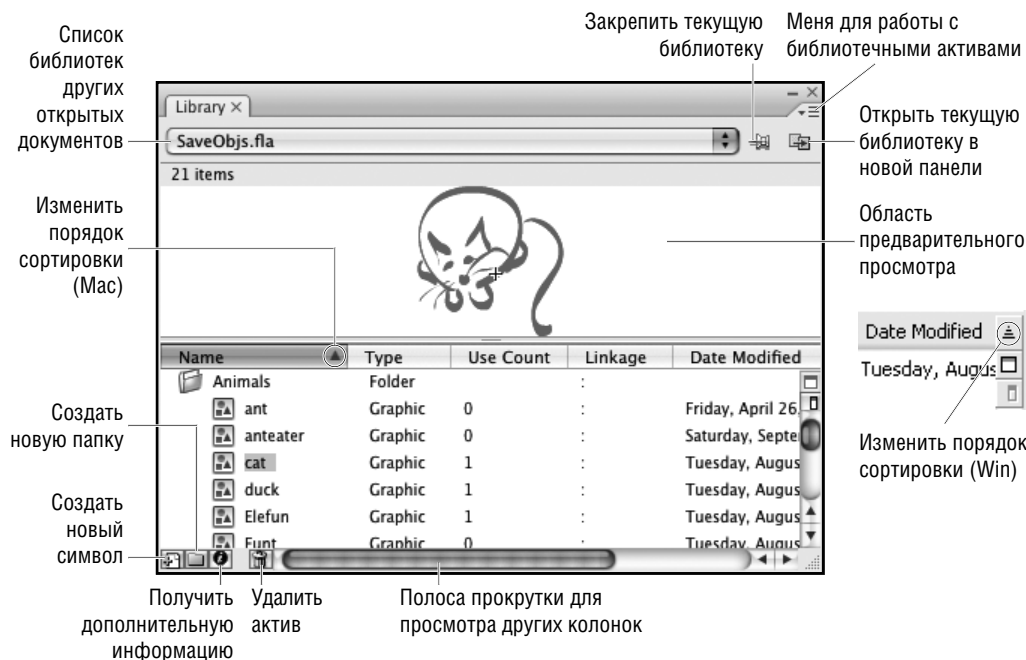 Список
библиотек
других
открытых
документов
Закрепить текущую
библиотеку
Меня для работы с
библиотечными активами
Library ×
SaveObjs.fla
21 items
Открыть текущую
библиотеку в
новой панели
Изменить
порядок
сортировки
(Mac)
Область
предварительного
просмотра
Name Type Use Count Linkage Date Modified
Animals Folder :
ant Graphic 0 : Friday, April 26,
anteater Graphic 0 : Saturday, Septe
cat Graphic 1 : Tuesday, Augus
duck Graphic 1 : Tuesday, Augus
Elefun Graphic 1 : Tuesday, Augus
Funt Graphic 0 : Tuesday, Augus
Date Modified
Tuesday, Augus
Изменить порядок
сортировки (Win)
Создать
новую папку
Создать
новый
символ
Получить
дополнительную
информацию
Удалить
актив
Полоса прокрутки для
просмотра других колонок